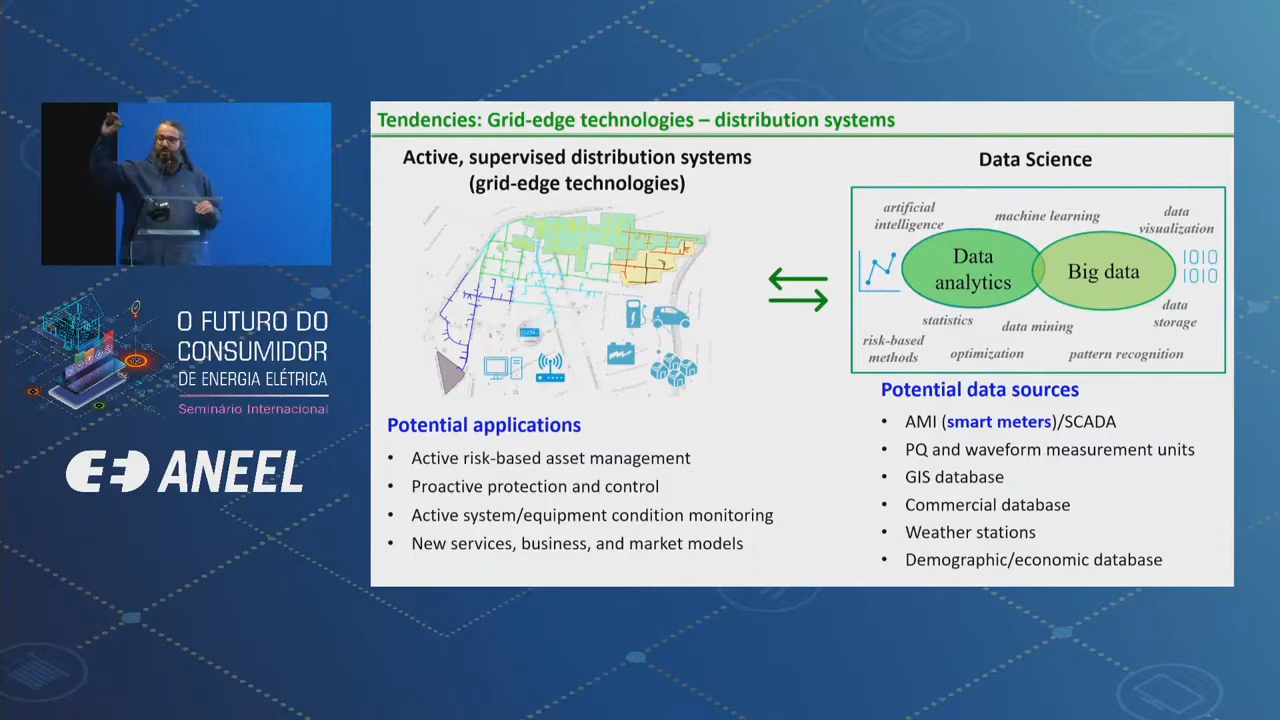 O FUTURO DO
CONSUMIDOR
DE ENERGIA ELÉTRICA
Seminário Internacional
ANEEL
Tendencies: Grid-edge technologies – distribution systems
Active, supervised distribution systems
(grid-edge technologies)
Potential applications
• Active risk-based asset management
• Proactive protection and control
• Active system/equipment condition monitoring
• New services, business, and market models
Data Science
artificial
intelligence
machine learning
data
visualization
Data
analytics
Big data
1010
1010
statistics
data mining
data
storage
risk-based
methods
optimization
pattern recognition
Potential data sources
• AMI (smart meters)/SCADA
• PQ and waveform measurement units
• GIS database
• Commercial database
• Weather stations
• Demographic/economic database